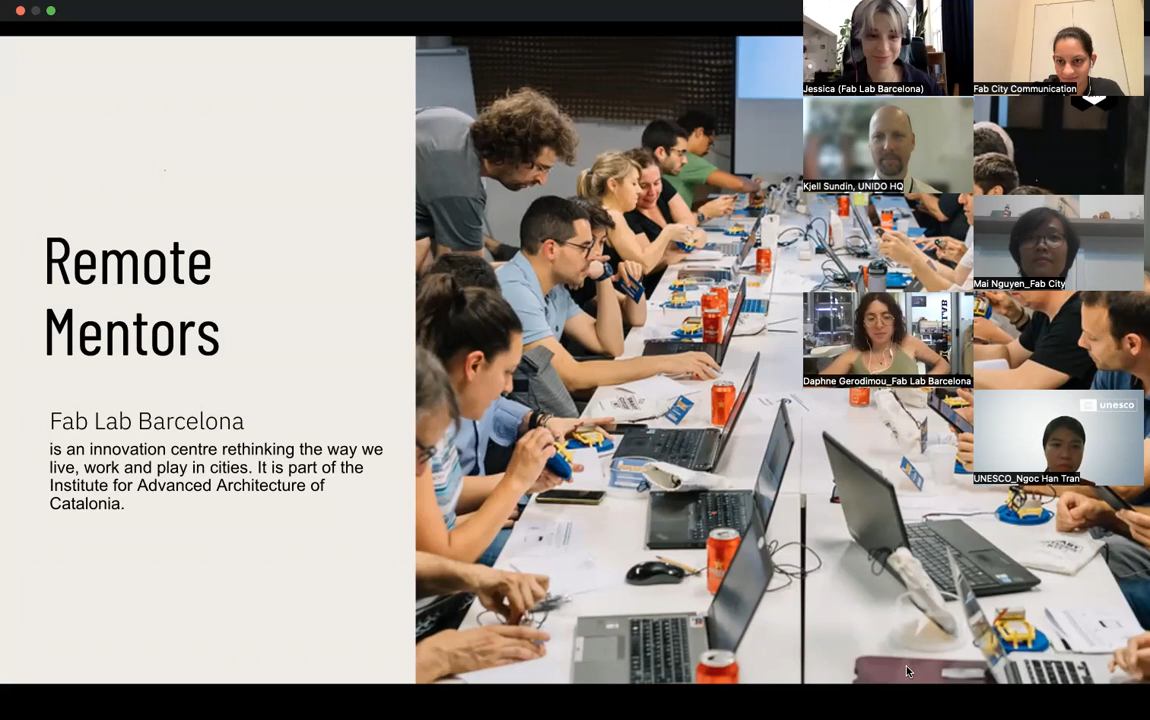 Remote
Mentors
Fab Lab Barcelona
is an innovation centre rethinking the way we
live, work and play in cities. It is part of the
Institute for Advanced Architecture of
Catalonia.
Jessica (Fab Lab Barcelona)
Fab City Communication
Kjell Sundin, UNIDO HQ
Mai Nguyen_Fab City
Daphne Gerodimou_Fab Lab Barcelona
unesco
UNESCO_Ngoc Han Tran